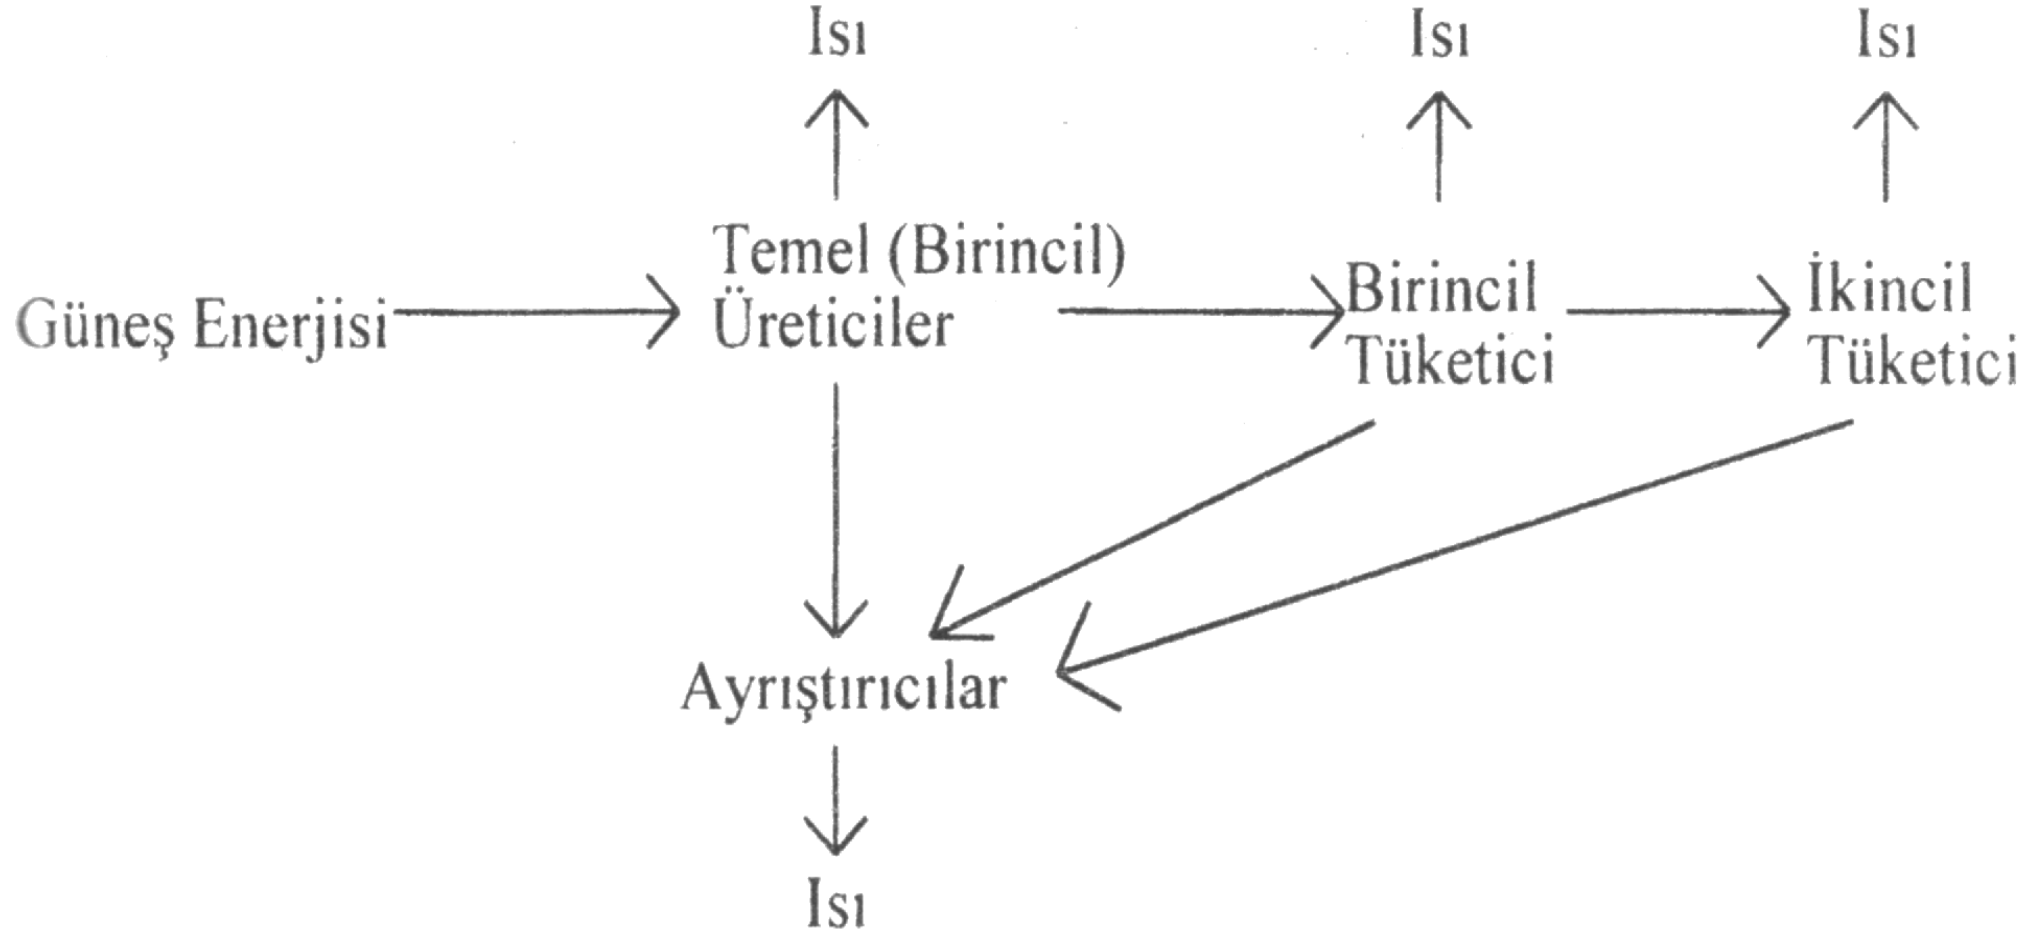 Isı
Isı
Isı
Temel (Birincil)
Üreticiler
Güneş Enerjisi
Birincil
Tüketici
İkincil
Tüketici
Ayrıştırıcılar
Isı